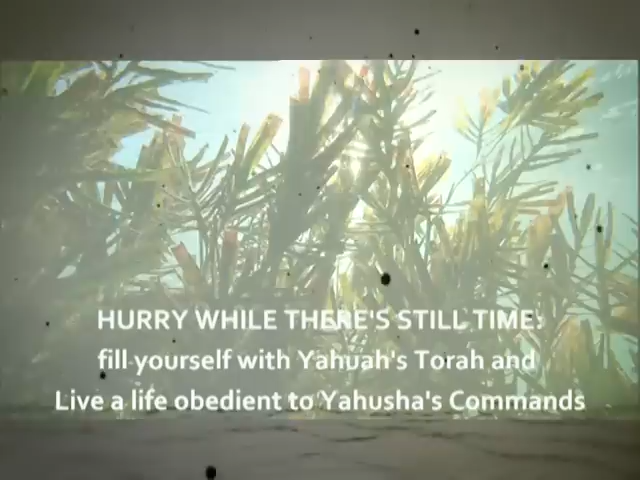 HURRY WHILE THERE'S STILL TIME:
fill yourself with Yahuah's Torah and
Live a life obedient to Yahusha's Commands